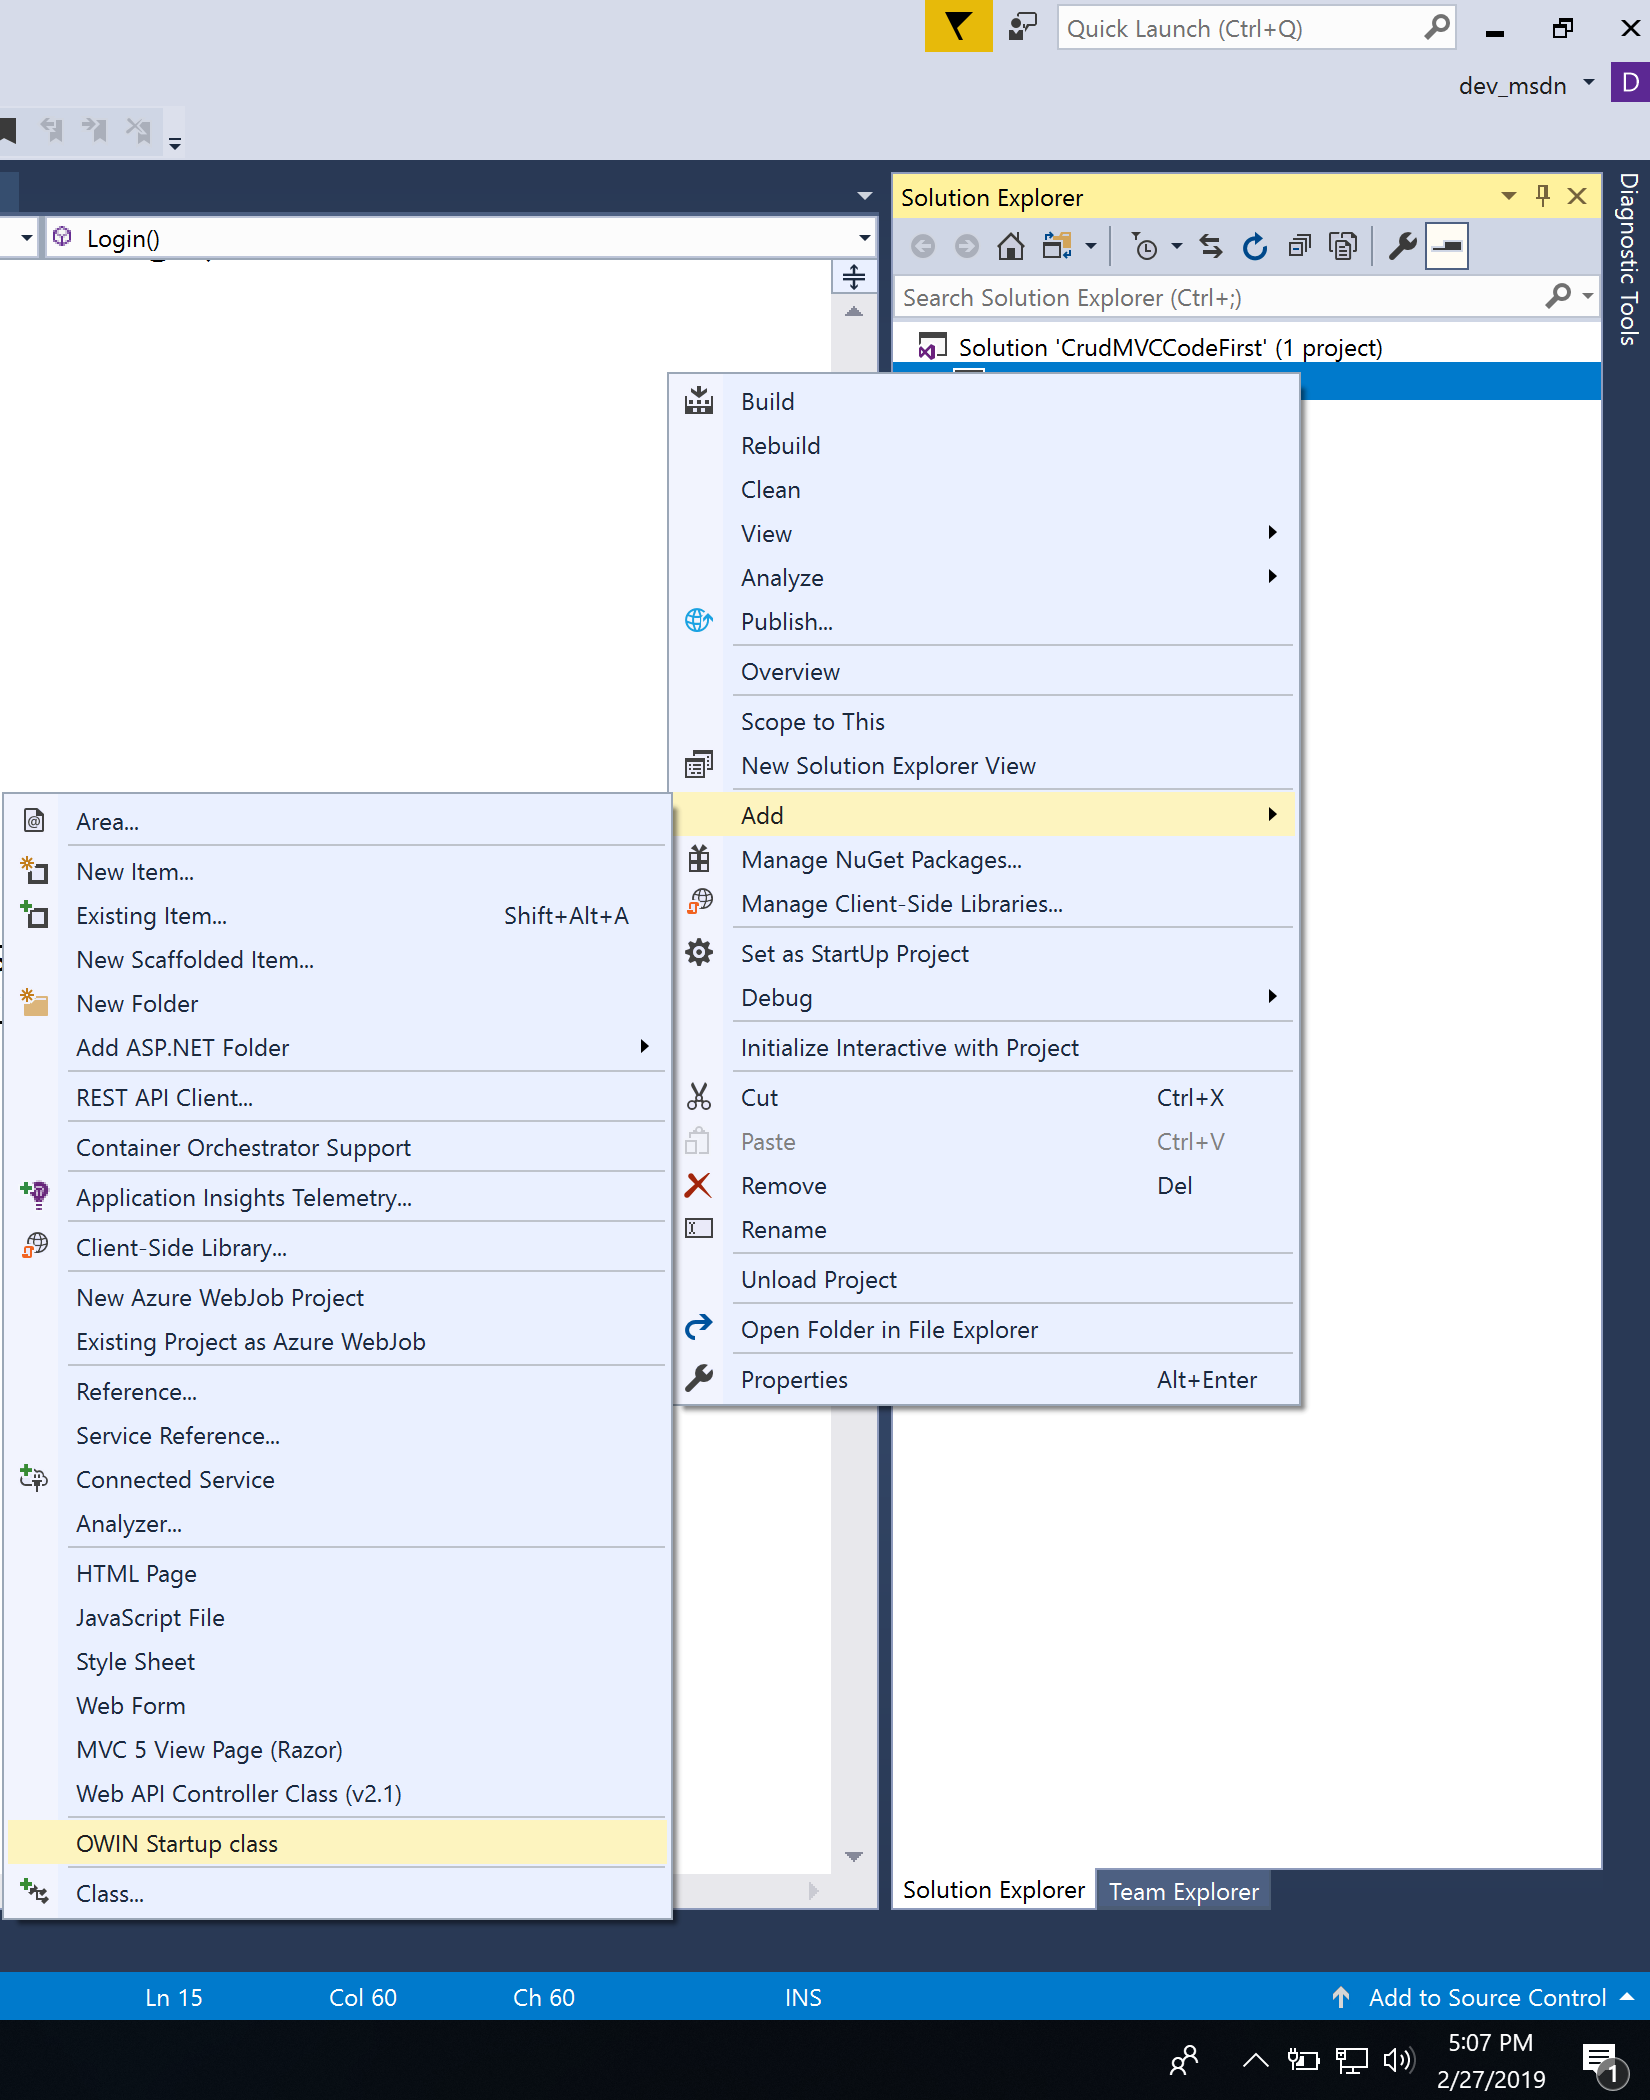 Quick Launch (Ctrl+Q)
dev_msdn
D
Login()
Solution Explorer
Search Solution Explorer (Ctrl+;)
Solution 'CrudMVCCodeFirst' (1 project)
Diagnostic Tools
Build
Rebuild
Clean
View
Analyze
Publish...
Overview
Scope to This
New Solution Explorer View
Add
Manage NuGet Packages...
Manage Client-Side Libraries...
Set as StartUp Project
Debug
Initialize Interactive with Project
Cut Ctrl+X
Paste Ctrl+V
Remove Del
Rename
Unload Project
Open Folder in File Explorer
Properties Alt+Enter
Area...
New Item...
Existing Item... Shift+Alt+A
New Scaffolded Item...
New Folder
Add ASP.NET Folder
REST API Client...
Container Orchestrator Support
Application Insights Telemetry...
Client-Side Library...
New Azure WebJob Project
Existing Project as Azure WebJob
Reference...
Service Reference...
Connected Service
Analyzer...
HTML Page
JavaScript File
Style Sheet
Web Form
MVC 5 View Page (Razor)
Web API Controller Class (v2.1)
OWIN Startup class
Class...
Solution Explorer Team Explorer
Ln 15 Col 60 Ch 60 INS Add to Source Control
5:07 PM
2/27/2019
1